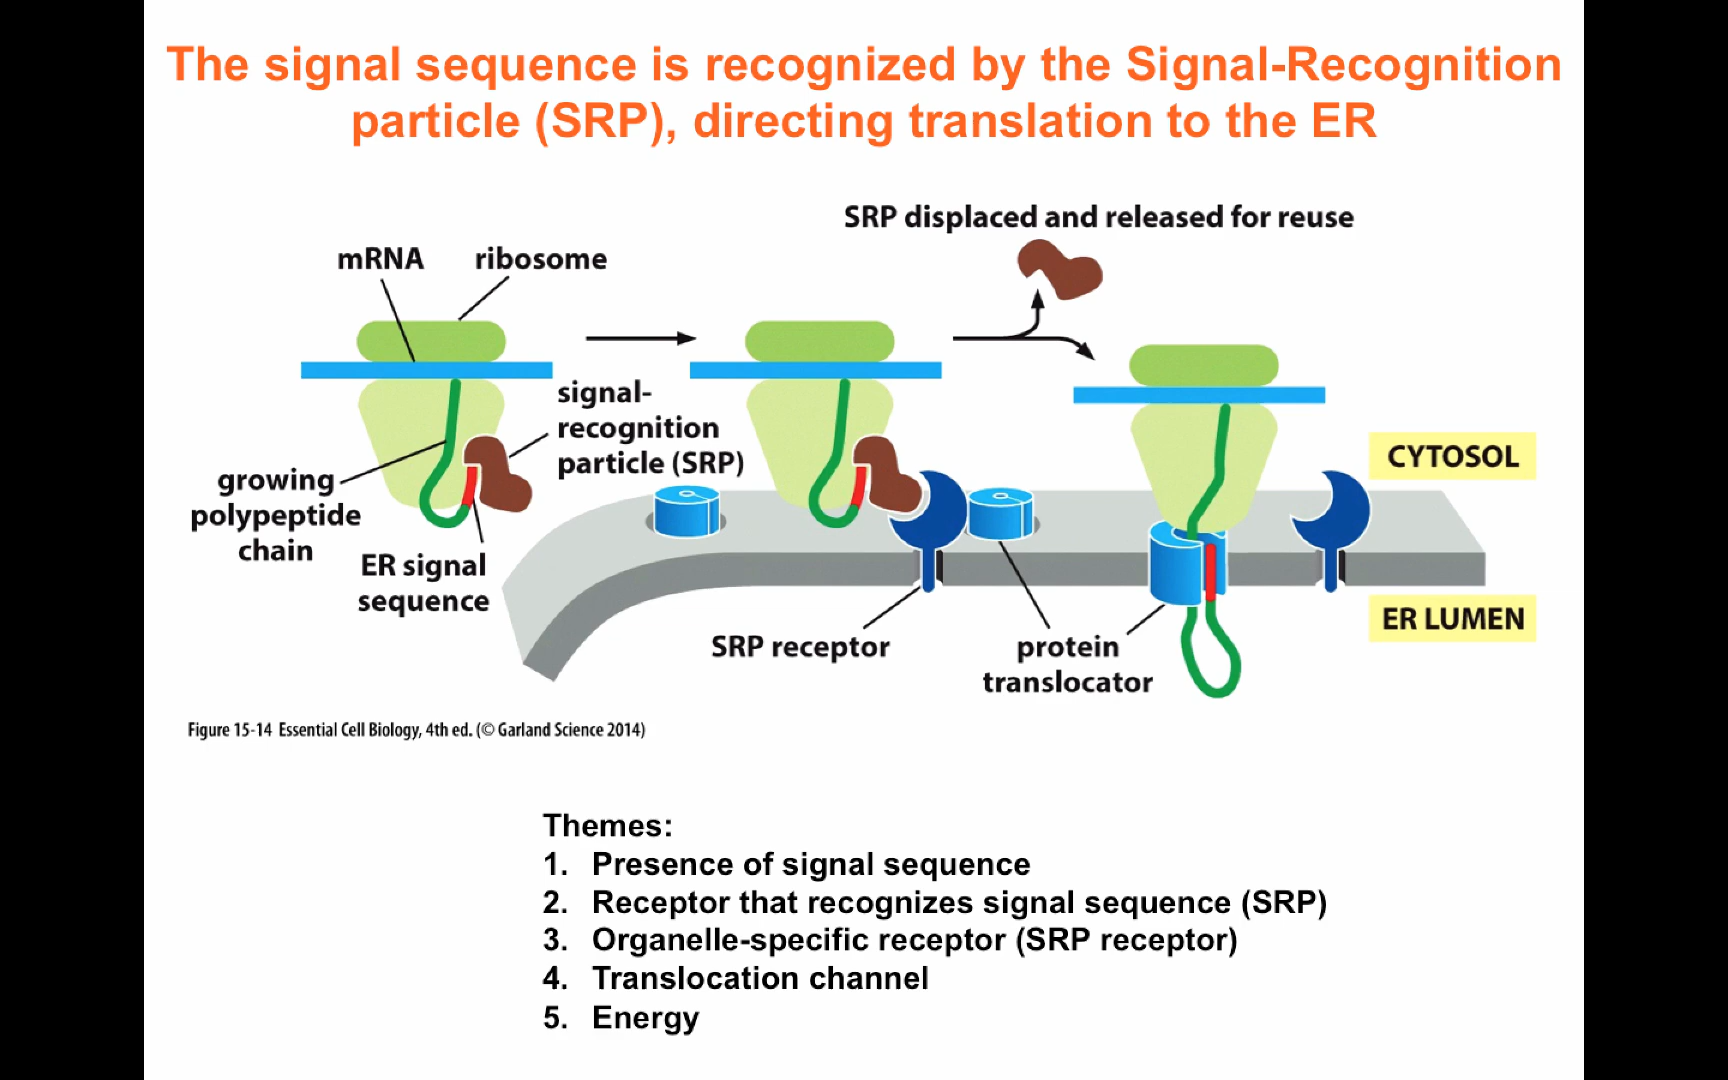 The signal sequence is recognized by the Signal-Recognition
particle (SRP), directing translation to the ER
SRP displaced and released for reuse
mRNA
ribosome
signal-
recognition
particle (SRP)
growing
polypeptide
chain
ER signal
sequence
CYTOSOL
ER LUMEN
SRP receptor
protein
translocator
Figure 15-14 Essential Cell Biology, 4th ed. (© Garland Science 2014)
Themes:
1. Presence of signal sequence
2. Receptor that recognizes signal sequence (SRP)
3. Organelle-specific receptor (SRP receptor)
4. Translocation channel
5. Energy